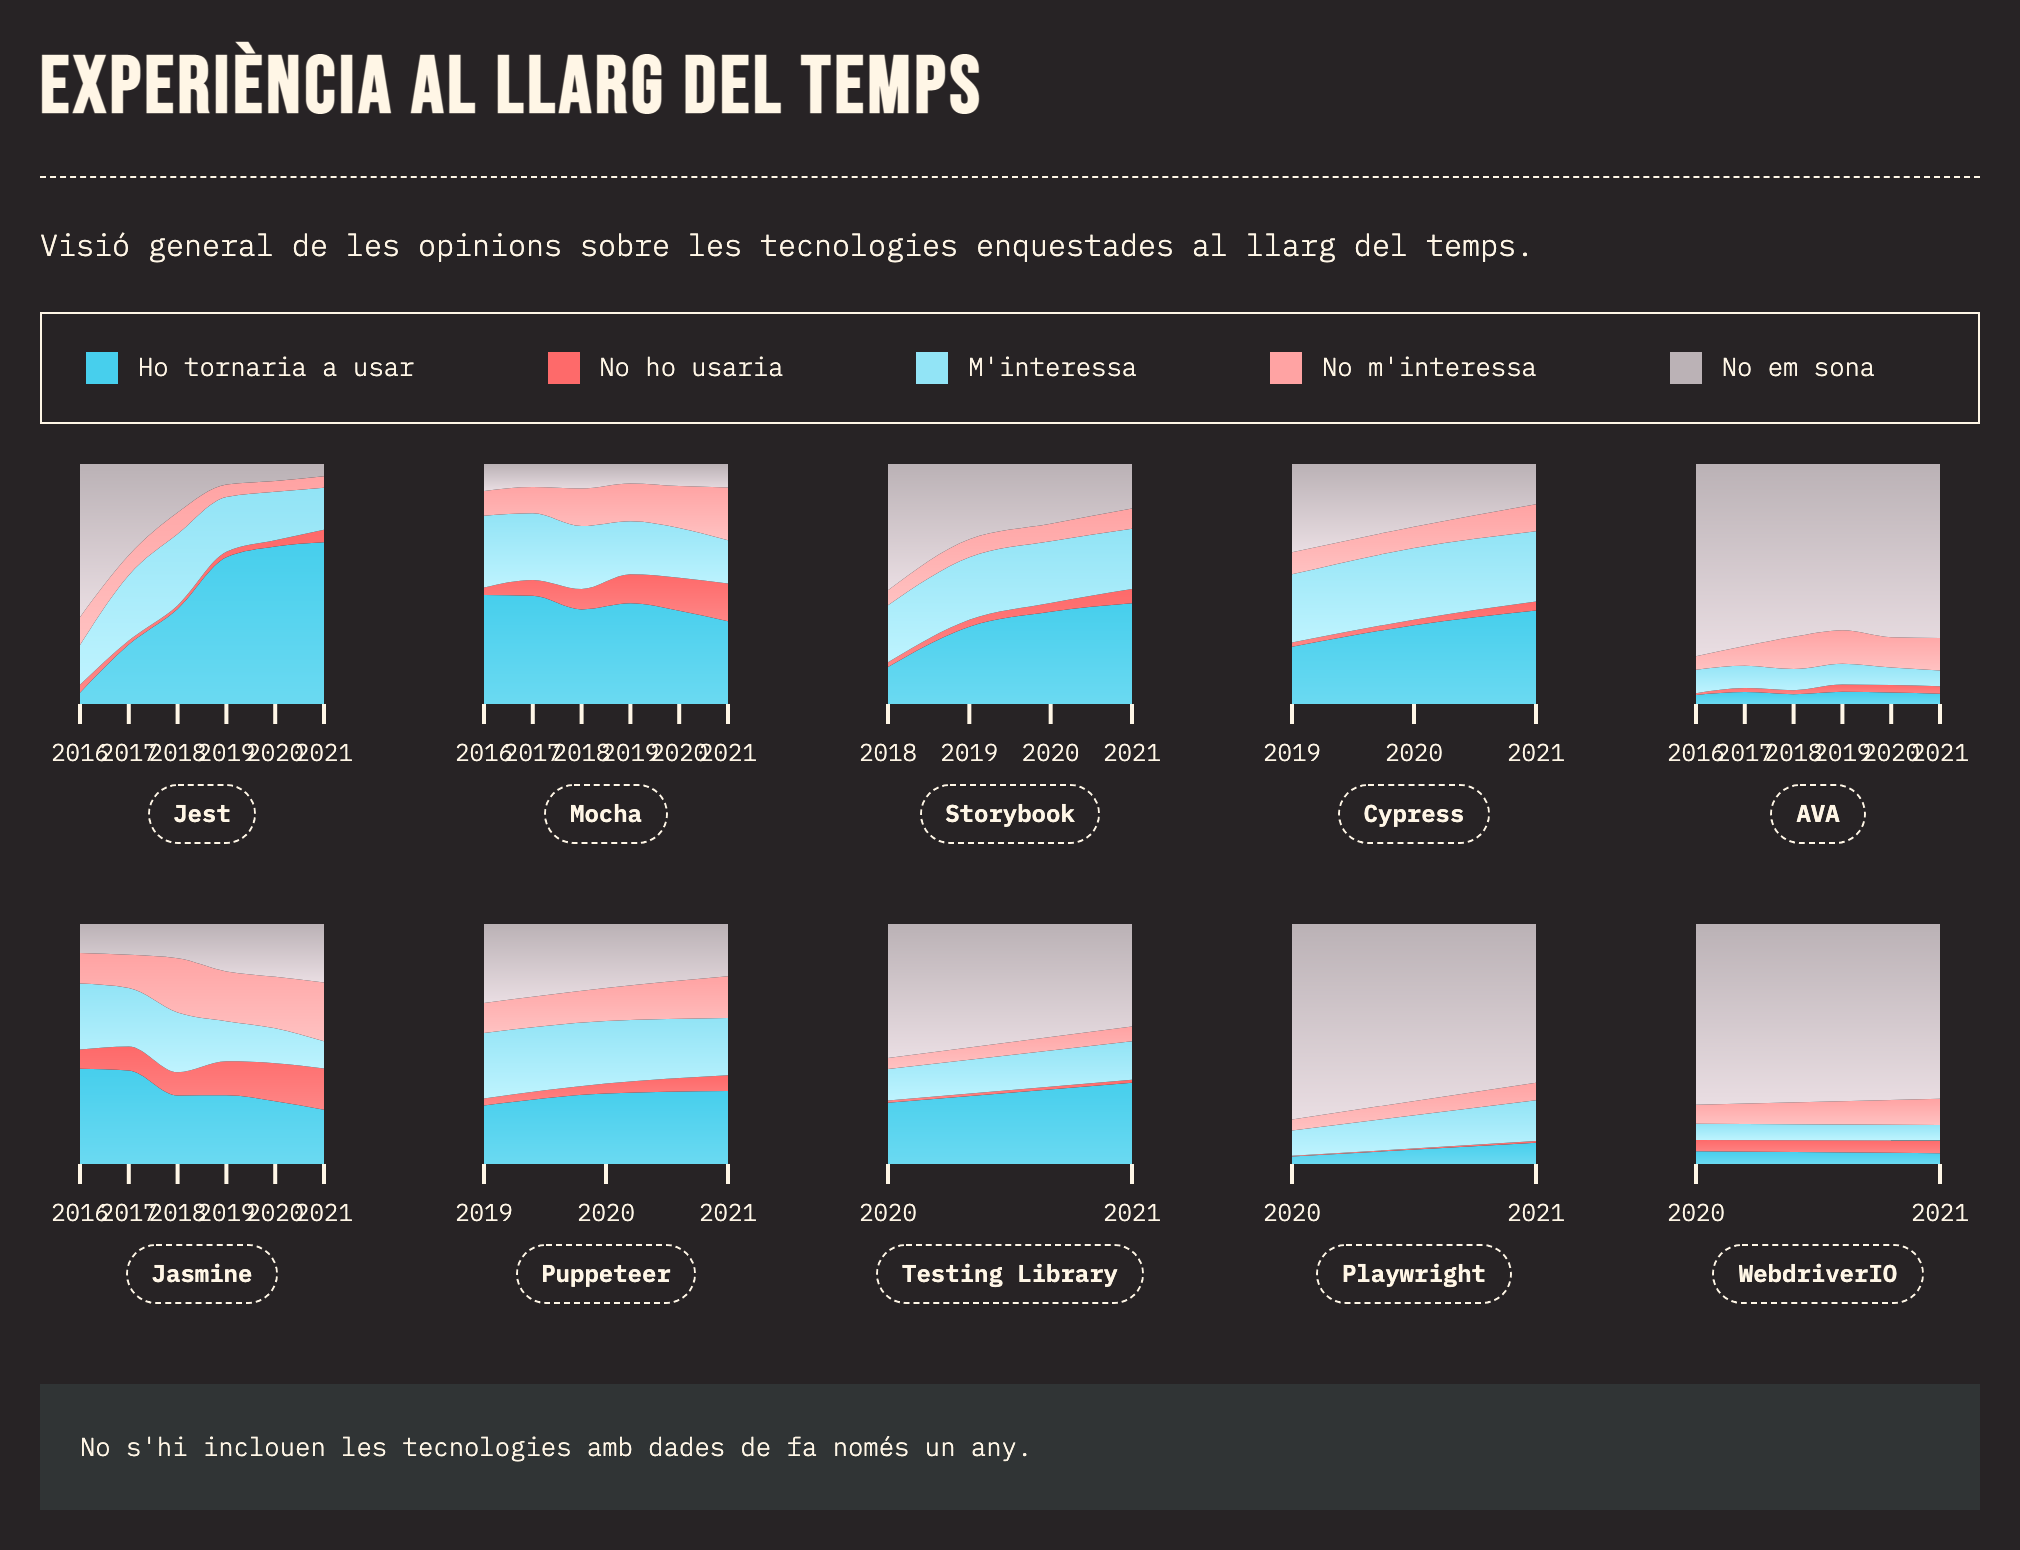 EXPERIÈNCIA AL LLARG DEL TEMPS
Visió general de les opinions sobre les tecnologies enquestades al llarg del temps.
Ho tornaria a usar No ho usaria M'interessa No m'interessa No em sona
2016 2017 2018 2019 2020 2021 2016 2017 2018 2019 2020 2021 2018 2019 2020 2021 2019 2020 2021 2016 2017 2018 2019 2020 2021
Jest Mocha Storybook Cypress AVA
2016 2017 2018 2019 2020 2021 2019 2020 2021 2020 2021 2020 2021 2020 2021
Jasmine Puppeteer Testing Library Playwright WebdriverIO
No s'hi inclouen les tecnologies amb dades de fa només un any.